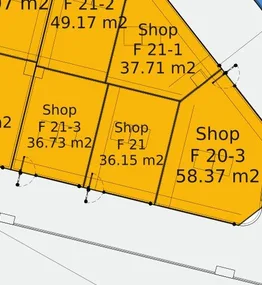 F 21-2
49.17 m2
Shop
F 21-1
37.71 m2
Shop
F 21-3
36.73 m2
Shop
F 21
36.15 m2
Shop
F 20-3
58.37 m2
m2